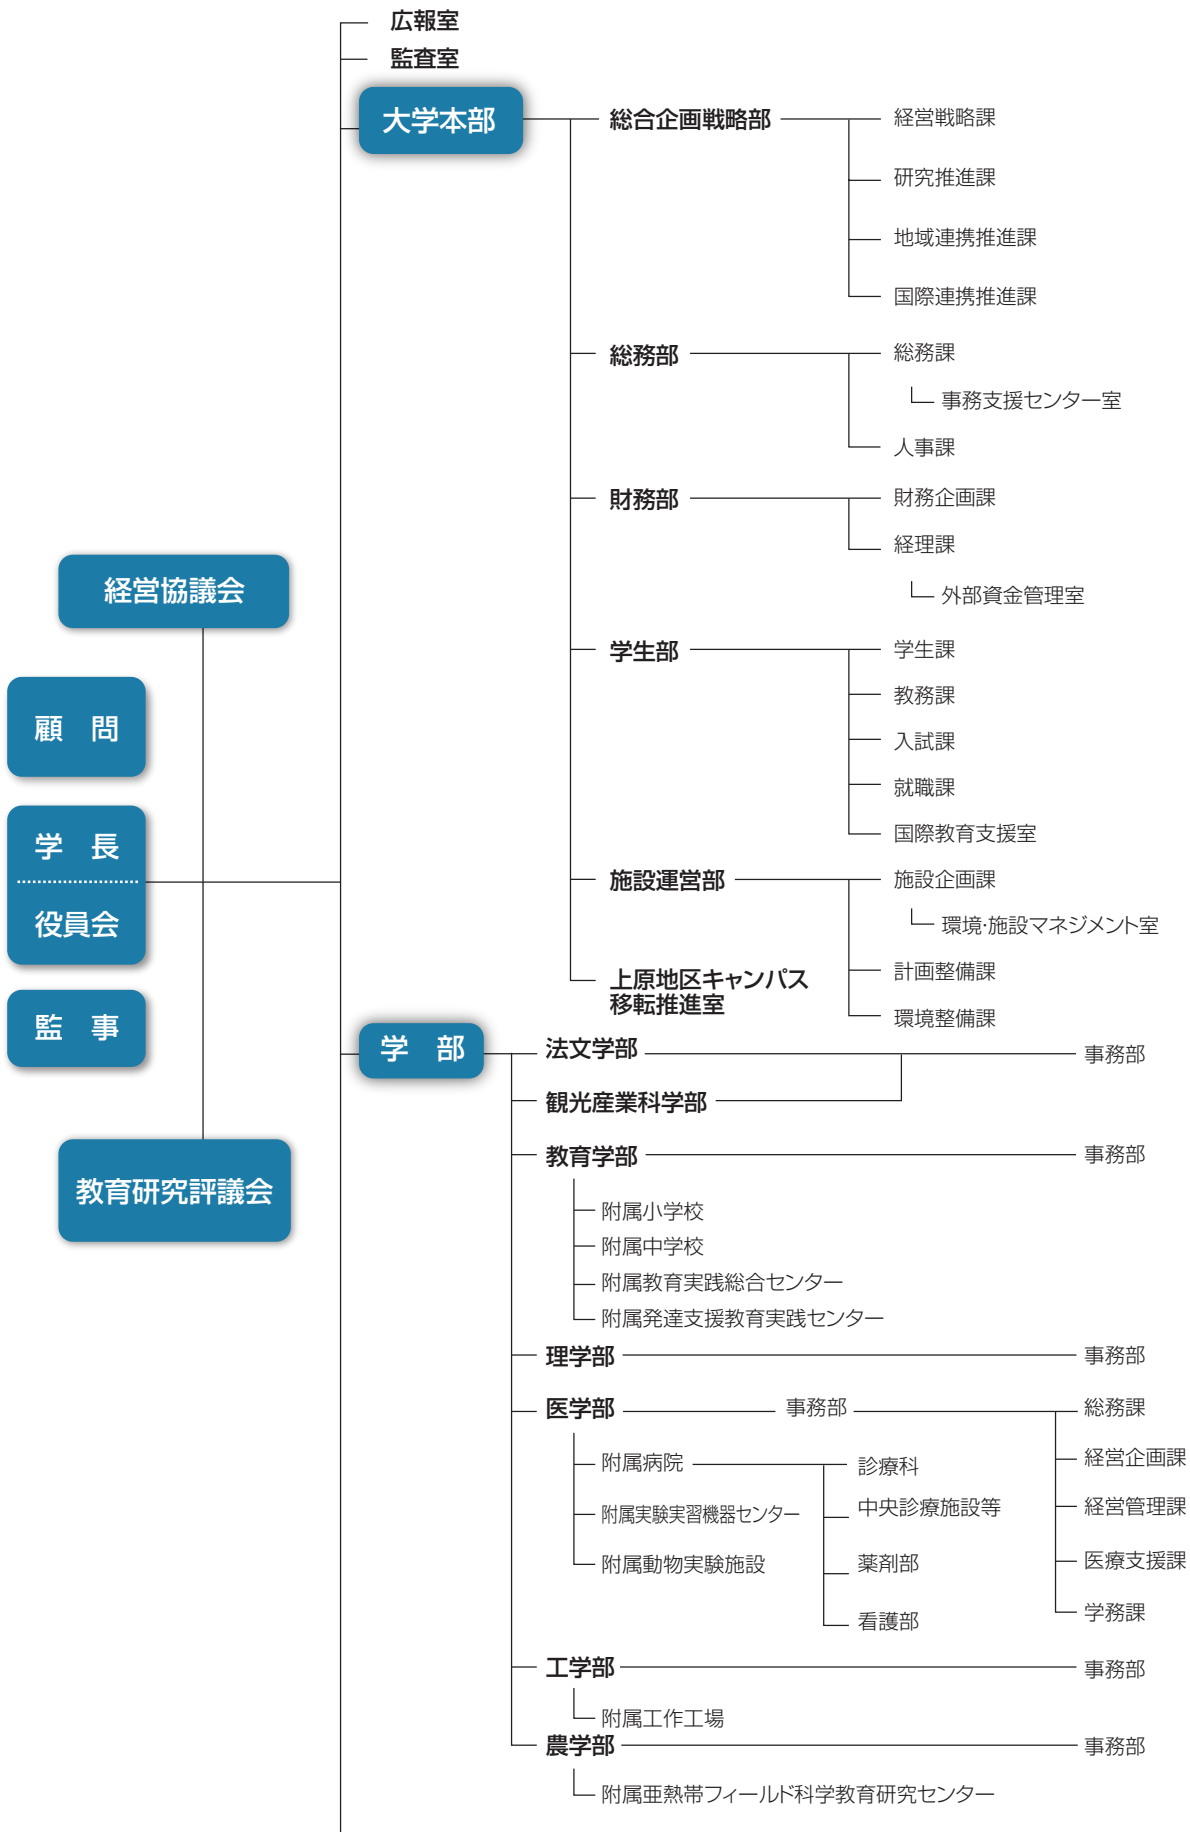 広報室
監査室
大学本部
総合企画戦略部
経営戦略課
研究推進課
地域連携推進課
国際連携推進課
総務部
総務課
事務支援センター室
人事課
財務部
財務企画課
経理課
外部資金管理室
学生部
学生課
教務課
入試課
就職課
国際教育支援室
施設運営部
施設企画課
環境・施設マネジメント室
計画整備課
環境整備課
上原地区キャンパス
移転推進室
経営協議会
顧　問
学　長
役員会
監　事
教育研究評議会
学　部
法文学部
事務部
観光産業科学部
教育学部
事務部
附属小学校
附属中学校
附属教育実践総合センター
附属発達支援教育実践センター
理学部
事務部
医学部
事務部
総務課
経営企画課
経営管理課
医療支援課
学務課
附属病院
診療科
中央診療施設等
薬剤部
看護部
附属実験実習機器センター
附属動物実験施設
工学部
事務部
附属工作工場
農学部
事務部
附属亜熱帯フィールド科学教育研究センター